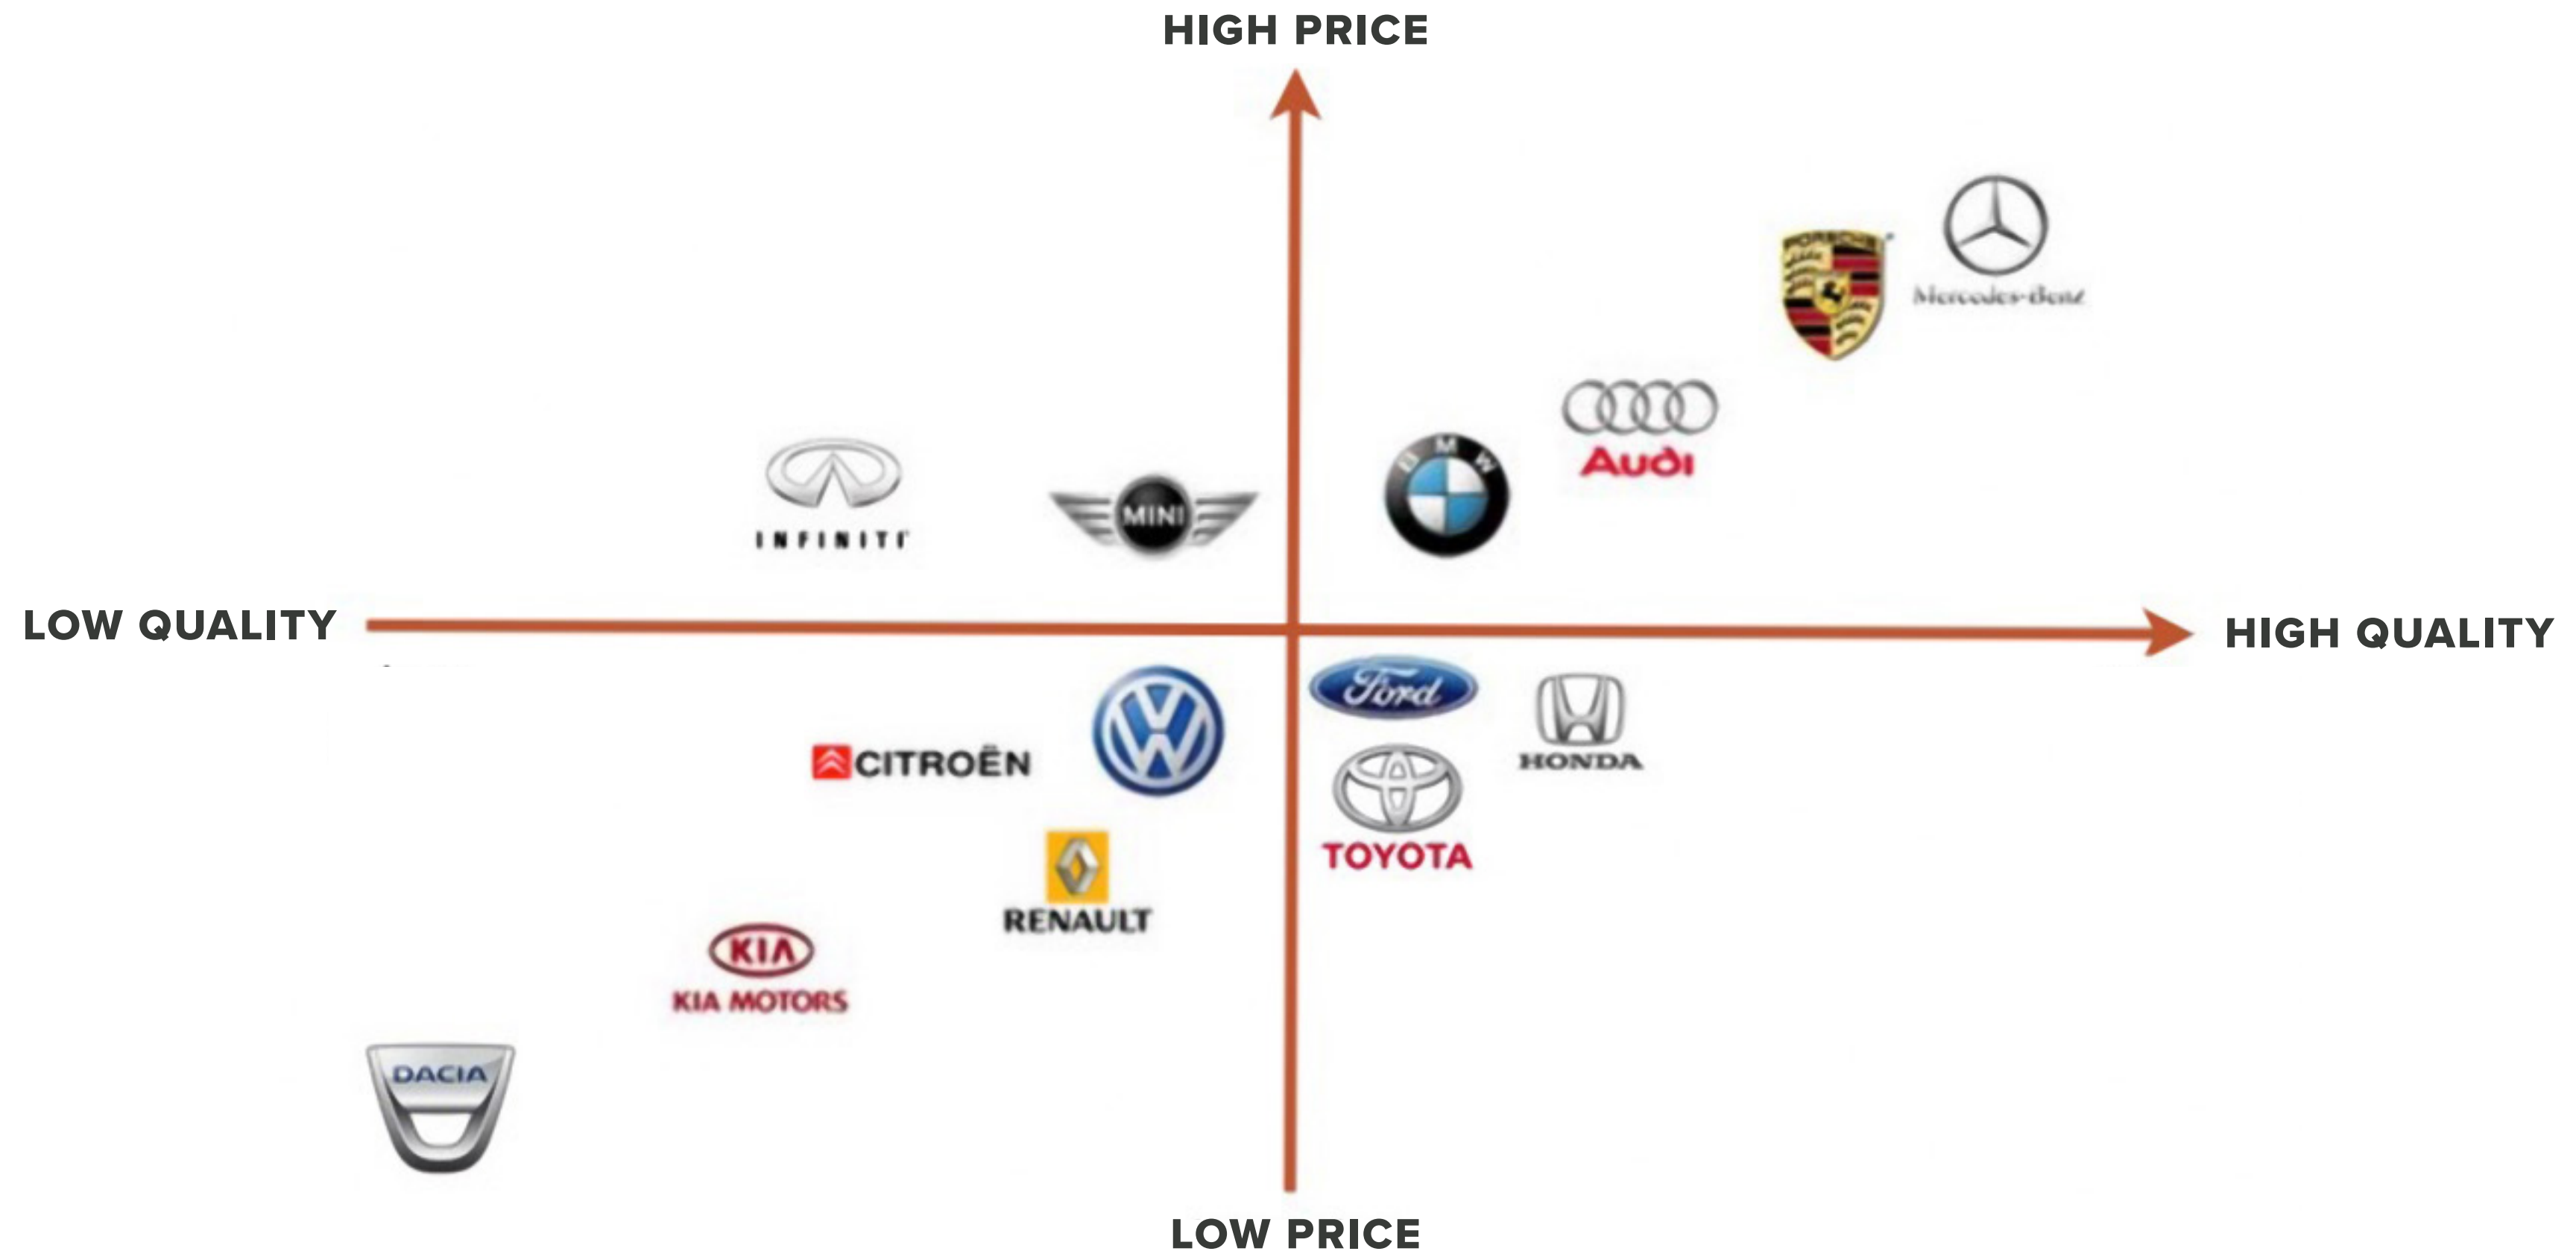 HIGH PRICE
PORSCHE
Mercedes-Benz
Audi
BMW
INFINITI
MINI
LOW QUALITY
HIGH QUALITY
Ford
HONDA
CITROËN
TOYOTA
RENAULT
KIA
KIA MOTORS
DACIA
LOW PRICE